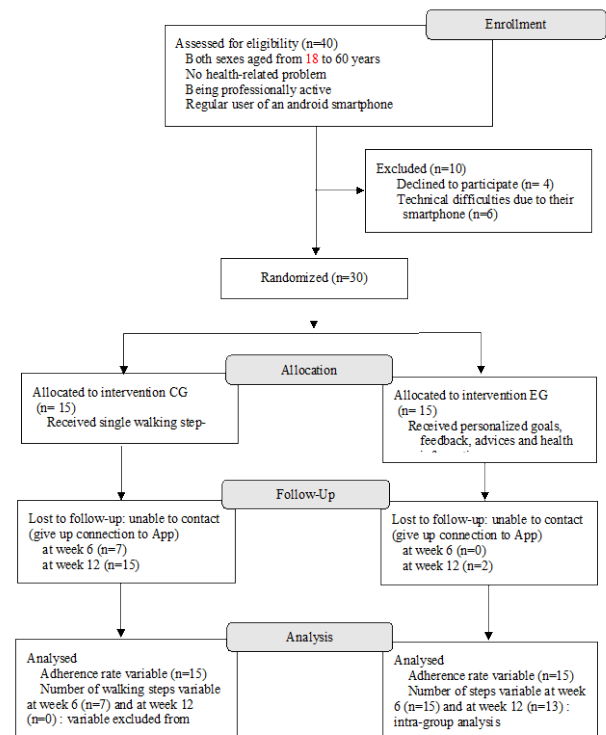 Enrollment
Assessed for eligibility (n=40)
Both sexes aged from 18 to 60 years
No health-related problem
Being professionally active
Regular user of an android smartphone
Excluded (n=10)
Declined to participate (n= 4)
Technical difficulties due to their
smartphone (n=6)
Randomized (n=30)
Allocation
Allocated to intervention CG
(n= 15)
Received single walking step-
Allocated to intervention EG
(n= 15)
Received personalized goals,
feedback, advices and health
Follow-Up
Lost to follow-up: unable to contact
(give up connection to App)
at week 6 (n=7)
at week 12 (n=15)
Lost to follow-up: unable to contact
(give up connection to App)
at week 6 (n=0)
at week 12 (n=2)
Analysis
Analysed
Adherence rate variable (n=15)
Number of walking steps variable
at week 6 (n=7) and at week 12
(n=0) : variable excluded from
Analysed
Adherence rate variable (n=15)
Number of steps variable at week
6 (n=15) and at week 12 (n=13) :
intra-group analysis